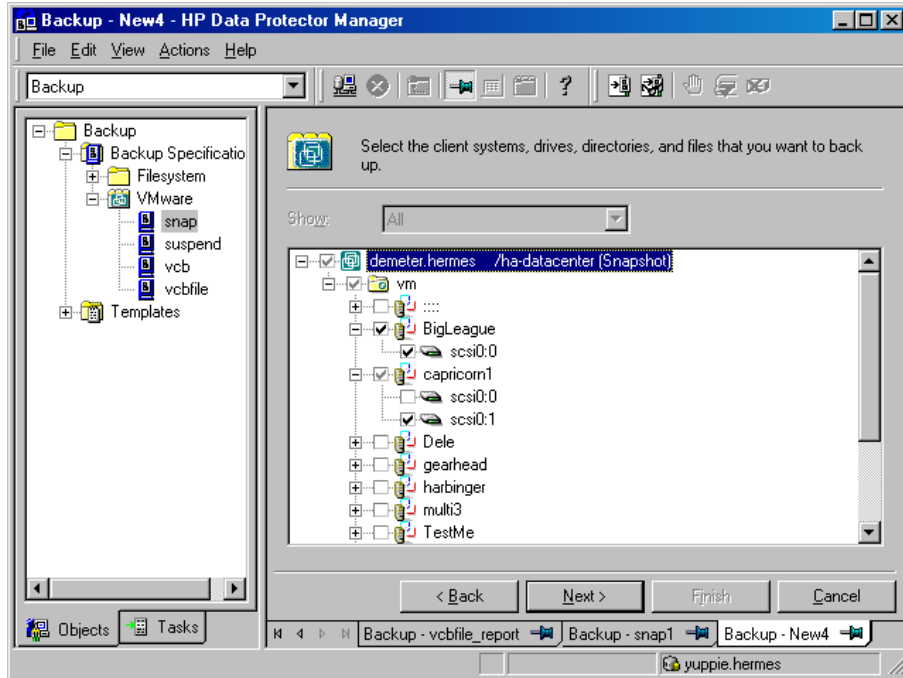 Backup - New4 - HP Data Protector Manager
File Edit View Actions Help
Backup
Backup
Backup Specificatio
Filesystem
VMware
snap
suspend
vcb
vcbfile
Templates
Select the client systems, drives, directories, and files that you want to back
up.
Show: All
demeter.hermes /ha-datacenter (Snapshot)
vm
::::
BigLeague
scsi0:0
capricorn1
scsi0:0
scsi0:1
Dele
gearhead
harbinger
multi3
TestMe
< Back Next > Finish Cancel
Objects Tasks
Backup - vcbfile_report Backup - snap1 Backup - New4
yuppie.hermes